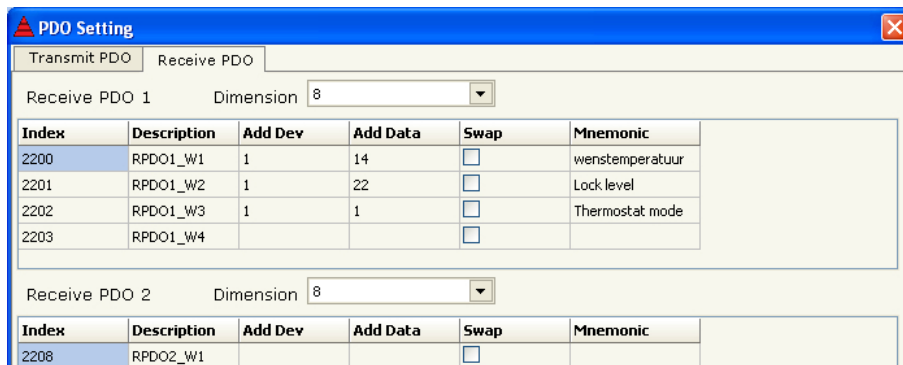 PDO Setting
Transmit PDO Receive PDO
Receive PDO 1 Dimension 8
Index Description Add Dev Add Data Swap Mnemonic
2200 RPDO1_W1 1 14 wenstemperatuur
2201 RPDO1_W2 1 22 Lock level
2202 RPDO1_W3 1 1 Thermostat mode
2203 RPDO1_W4
Receive PDO 2 Dimension 8
Index Description Add Dev Add Data Swap Mnemonic
2208 RPDO2_W1